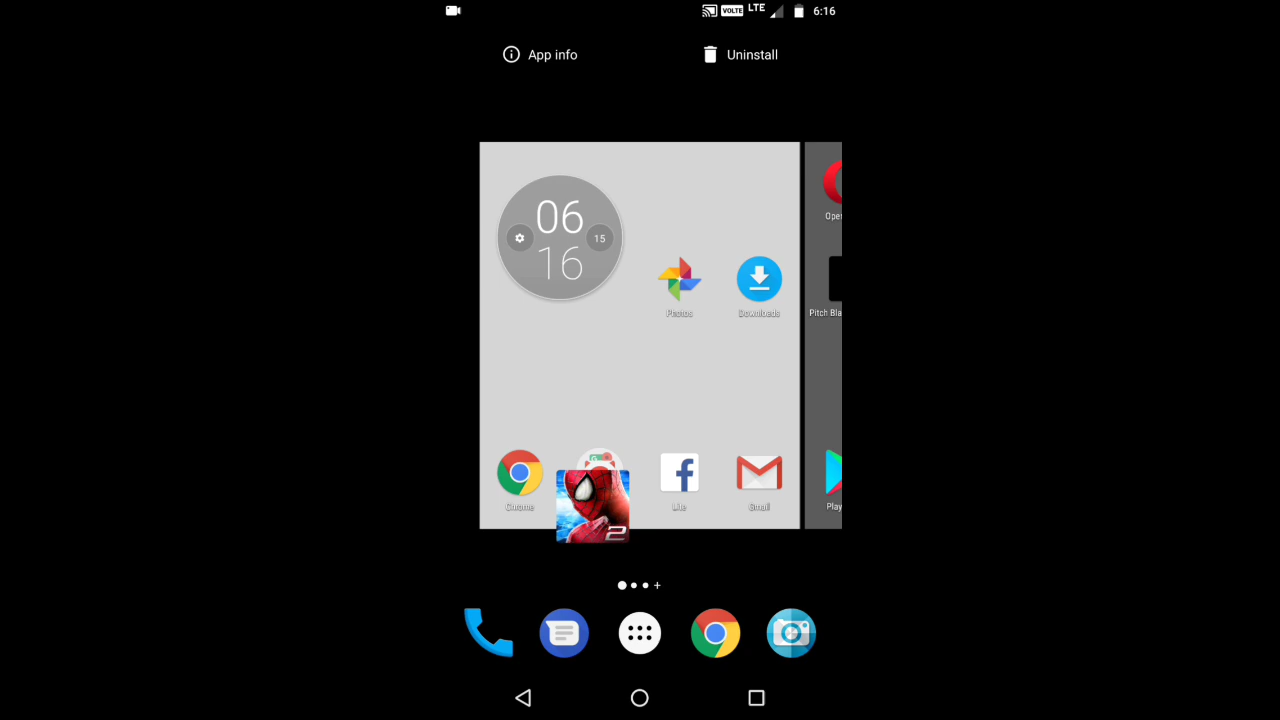 VOLTE LTE 6:16
App info Uninstall
06
16
15
Photos Downloads
Oper
Pitch Bla
2
Chrome Lite Gmail Play